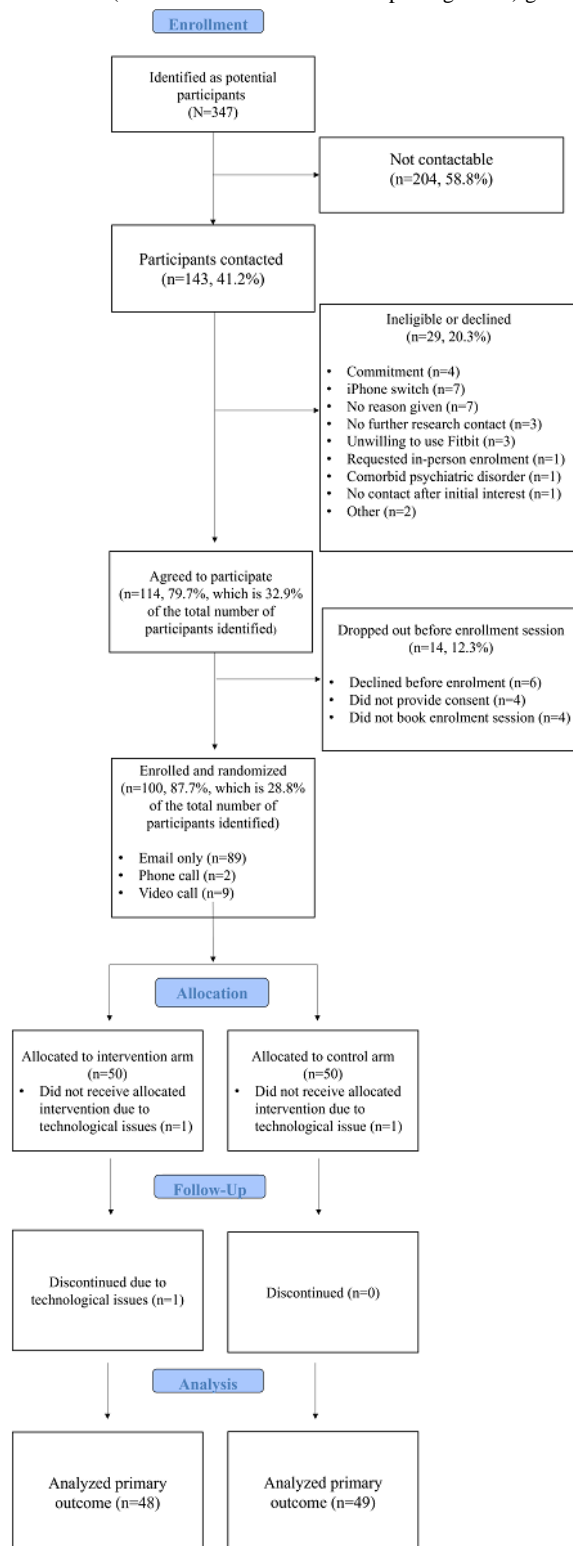 Enrollment
Identified as potential
participants
(N=347)
Not contactable
(n=204, 58.8%)
Participants contacted
(n=143, 41.2%)
Ineligible or declined
(n=29, 20.3%)
• Commitment (n=4)
• iPhone switch (n=7)
• No reason given (n=7)
• No further research contact (n=3)
• Unwilling to use Fitbit (n=3)
• Requested in-person enrolment (n=1)
• Comorbid psychiatric disorder (n=1)
• No contact after initial interest (n=1)
• Other (n=2)
Agreed to participate
(n=114, 79.7%, which is 32.9%
of the total number of
participants identified)
Dropped out before enrollment session
(n=14, 12.3%)
• Declined before enrolment (n=6)
• Did not provide consent (n=4)
• Did not book enrolment session (n=4)
Enrolled and randomized
(n=100, 87.7%, which is 28.8%
of the total number of
participants identified)
• Email only (n=89)
• Phone call (n=2)
• Video call (n=9)
Allocation
Allocated to intervention arm
(n=50)
• Did not receive allocated
intervention due to
technological issues (n=1)
Allocated to control arm
(n=50)
• Did not receive allocated
intervention due to
technological issue (n=1)
Follow-Up
Discontinued due to
technological issues (n=1)
Discontinued (n=0)
Analysis
Analyzed primary
outcome (n=48)
Analyzed primary
outcome (n=49)